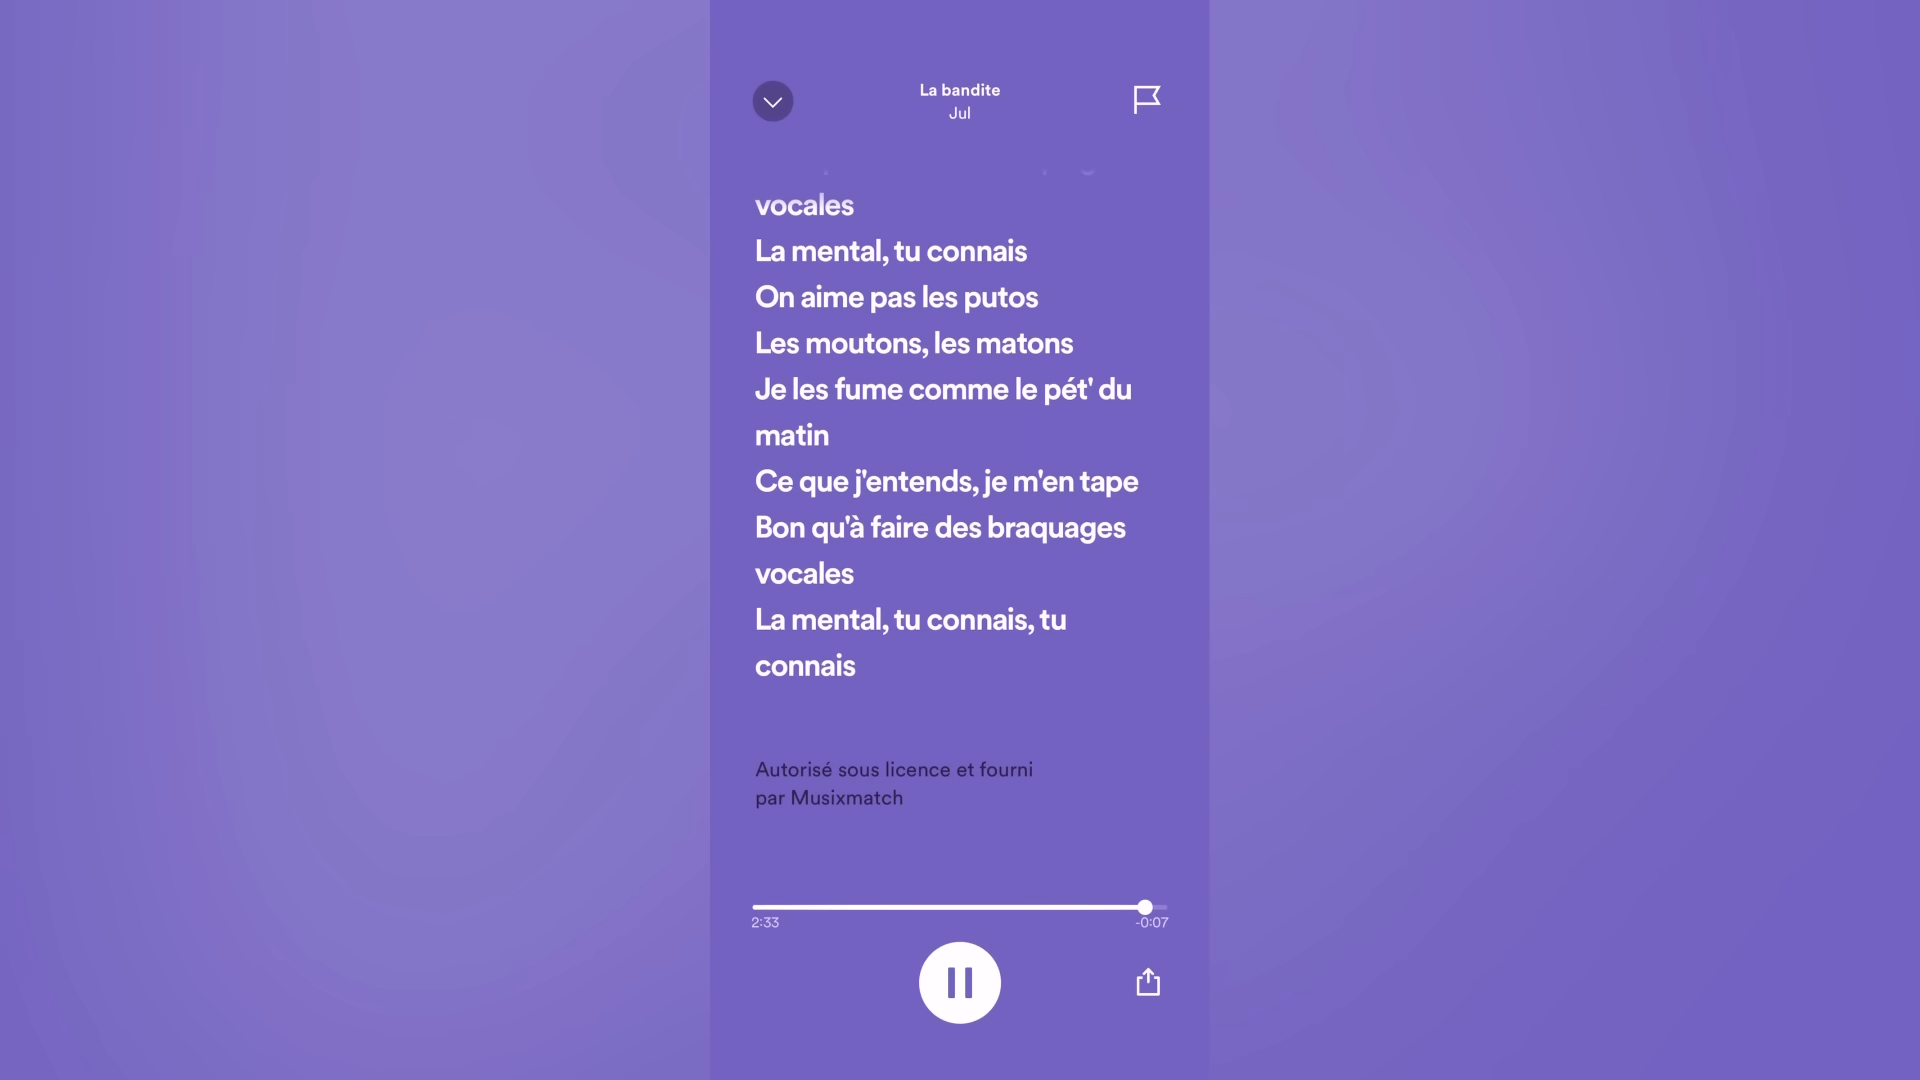 La bandite
Jul
vocales
La mental, tu connais
On aime pas les putos
Les moutons, les matons
Je les fume comme le pét' du
matin
Ce que j'entends, je m'en tape
Bon qu'à faire des braquages
vocales
La mental, tu connais, tu
connais
Autorisé sous licence et fourni
par Musixmatch
2:33
-0:07